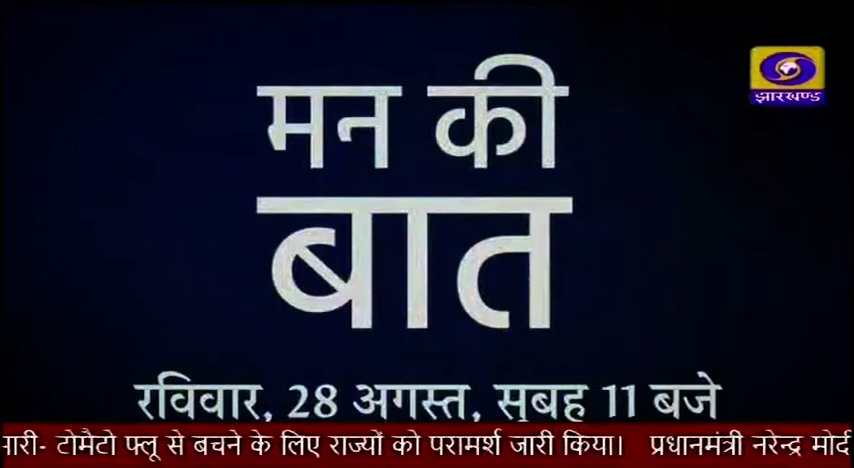 मन की
झारखण्ड
बात
रविवार, 28 अगस्त, सुबह 11 बजे
टोमैटो फ्लू से बचने के लिए राज्यों को परामर्श जारी किया। प्रधानमंत्री नरेन्द्र